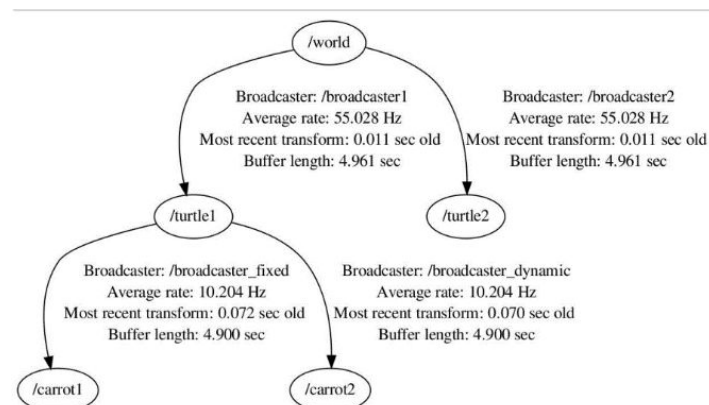 /world
Broadcaster: /broadcaster1
Average rate: 55.028 Hz
Most recent transform: 0.011 sec old
Buffer length: 4.961 sec
Broadcaster: /broadcaster2
Average rate: 55.028 Hz
Most recent transform: 0.011 sec old
Buffer length: 4.961 sec
/turtle1
/turtle2
Broadcaster: /broadcaster_fixed
Average rate: 10.204 Hz
Most recent transform: 0.072 sec old
Buffer length: 4.900 sec
Broadcaster: /broadcaster_dynamic
Average rate: 10.204 Hz
Most recent transform: 0.070 sec old
Buffer length: 4.900 sec
/carrot1
/carrot2